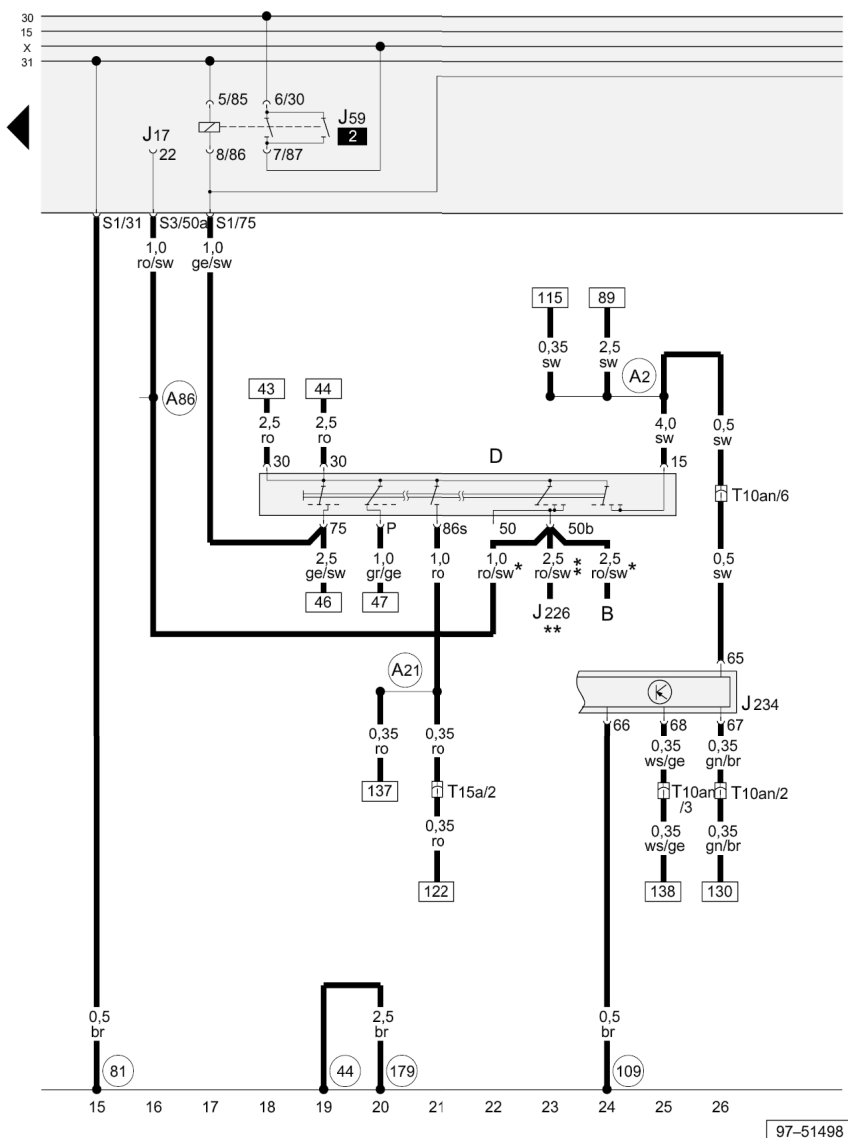 30
15
X
31
5/85 6/30
J59
2
J17
22
8/86 7/87
S1/31 S3/50a S1/75
1,0 1,0
ro/sw ge/sw
115 89
0,35 2,5
sw sw
A2
A86
43 44
2,5 2,5 4,0 0,5
ro ro sw sw
D
30 30 15
T10an/6
75 P 86s 50 50b
2,5 1,0 1,0 1,0 2,5 2,5 0,5
ge/sw gr/ge ro ro/sw* ro/sw** ro/sw* sw
46 47 J226 B
**
65
A21
J234
66 68 67
0,35 0,35 0,35 0,35
ro ro ws/ge gn/br
137 T15a/2 T10an/3 T10an/2
0,35 0,35 0,35
ro ws/ge gn/br
122 138 130
0,5 2,5 0,5
br br br
81 44 179 109
15 16 17 18 19 20 21 22 23 24 25 26
97-51498